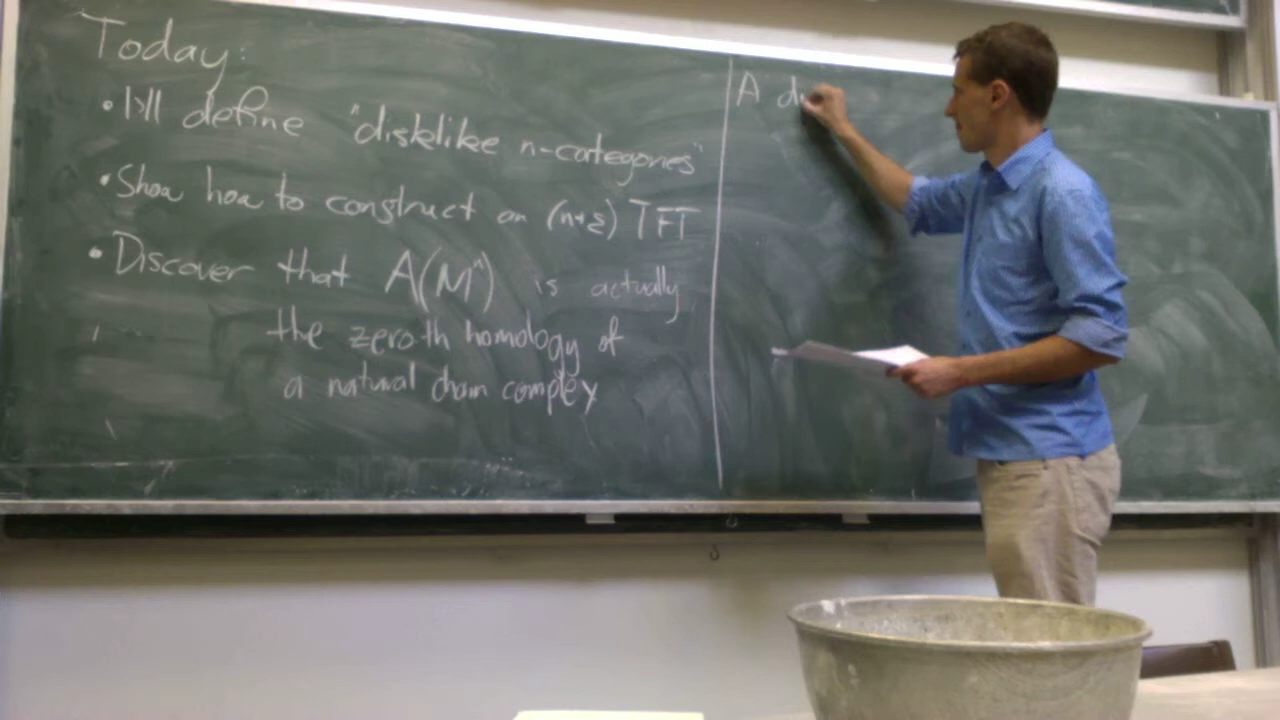 Today:
• I'll define "disklike n-categories"
• Show how to construct an (n+ε) TFT
• Discover that A(Mⁿ) is actually
the zeroth homology of
a natural chain complex
A di